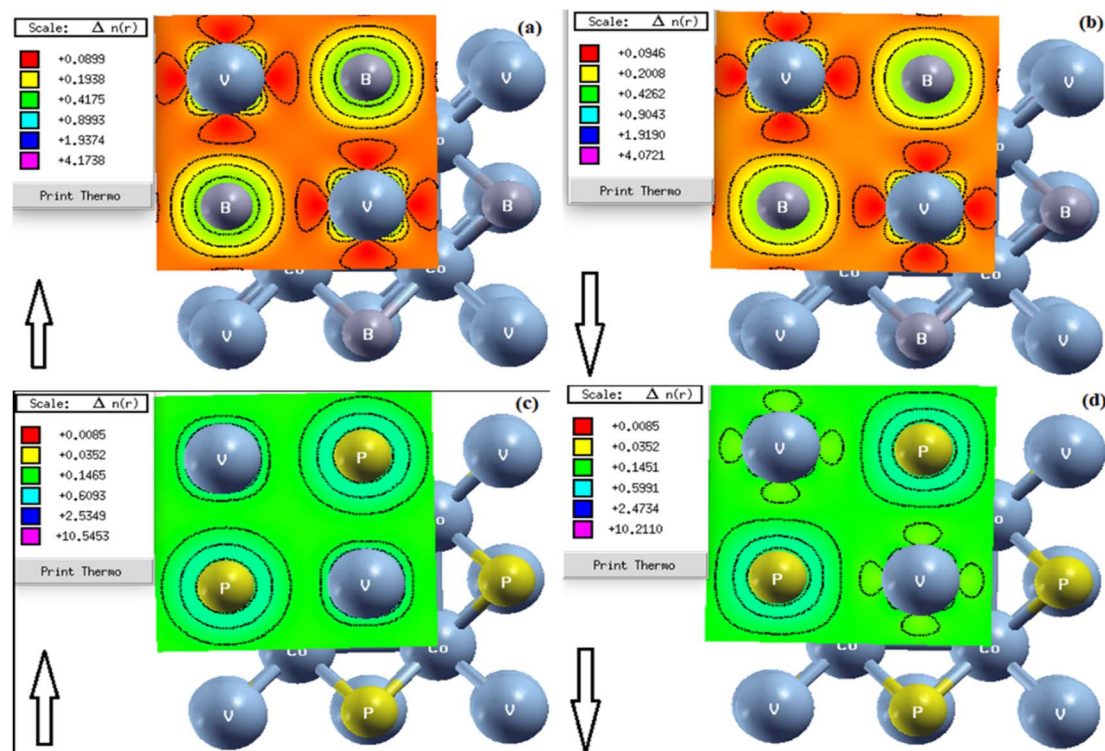 Scale: Δ n(r)
(a)
+0.0899
+0.1938
+0.4175
+0.8993
+1.9374
+4.1738
Print Thermo
V
B
V
B
V
B
Co
Co
V
B
V
Scale: Δ n(r)
(b)
+0.0946
+0.2008
+0.4262
+0.9043
+1.9190
+4.0721
Print Thermo
V
B
V
B
V
B
Co
V
B
V
Scale: Δ n(r)
(c)
+0.0085
+0.0352
+0.1465
+0.6093
+2.5349
+10.5453
Print Thermo
V
P
V
P
V
P
Co
Co
V
P
V
Scale: Δ n(r)
(d)
+0.0085
+0.0352
+0.1451
+0.5991
+2.4734
+10.2110
Print Thermo
V
P
V
P
V
P
Co
Co
V
P
V